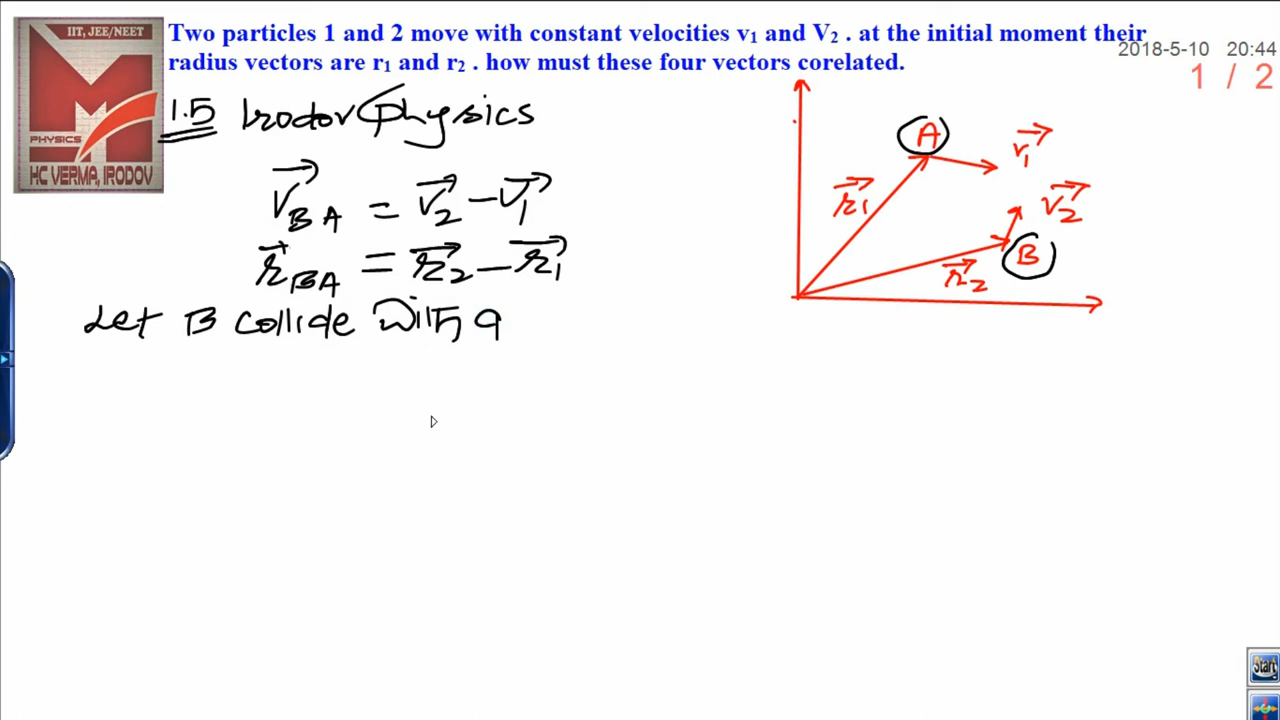 IIT, JEE/NEET
PHYSICS
HC VERMA, IRODOV
Two particles 1 and 2 move with constant velocities v₁ and V₂ . at the initial moment their
radius vectors are r₁ and r₂ . how must these four vectors corelated.
2018-5-10 20:44
1 / 2
1.5 Irodov Physics
V⃗_BA = V⃗₂ − V⃗₁
r⃗_BA = r⃗₂ − r⃗₁
Let B collide with a
A
v⃗₁
r⃗₁
V⃗₂
B
r⃗₂
Start